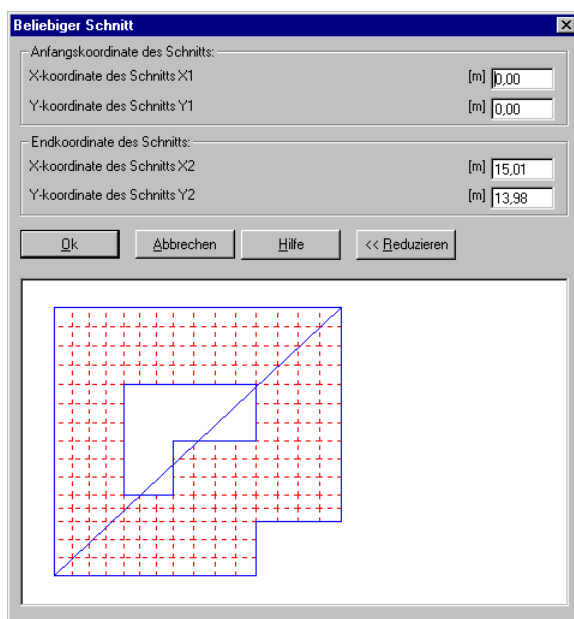 Beliebiger Schnitt
Anfangskoordinate des Schnitts:
X-koordinate des Schnitts X1 [m] 0,00
Y-koordinate des Schnitts Y1 [m] 0,00
Endkoordinate des Schnitts:
X-koordinate des Schnitts X2 [m] 15,01
Y-koordinate des Schnitts Y2 [m] 13,98
Ok Abbrechen Hilfe << Reduzieren